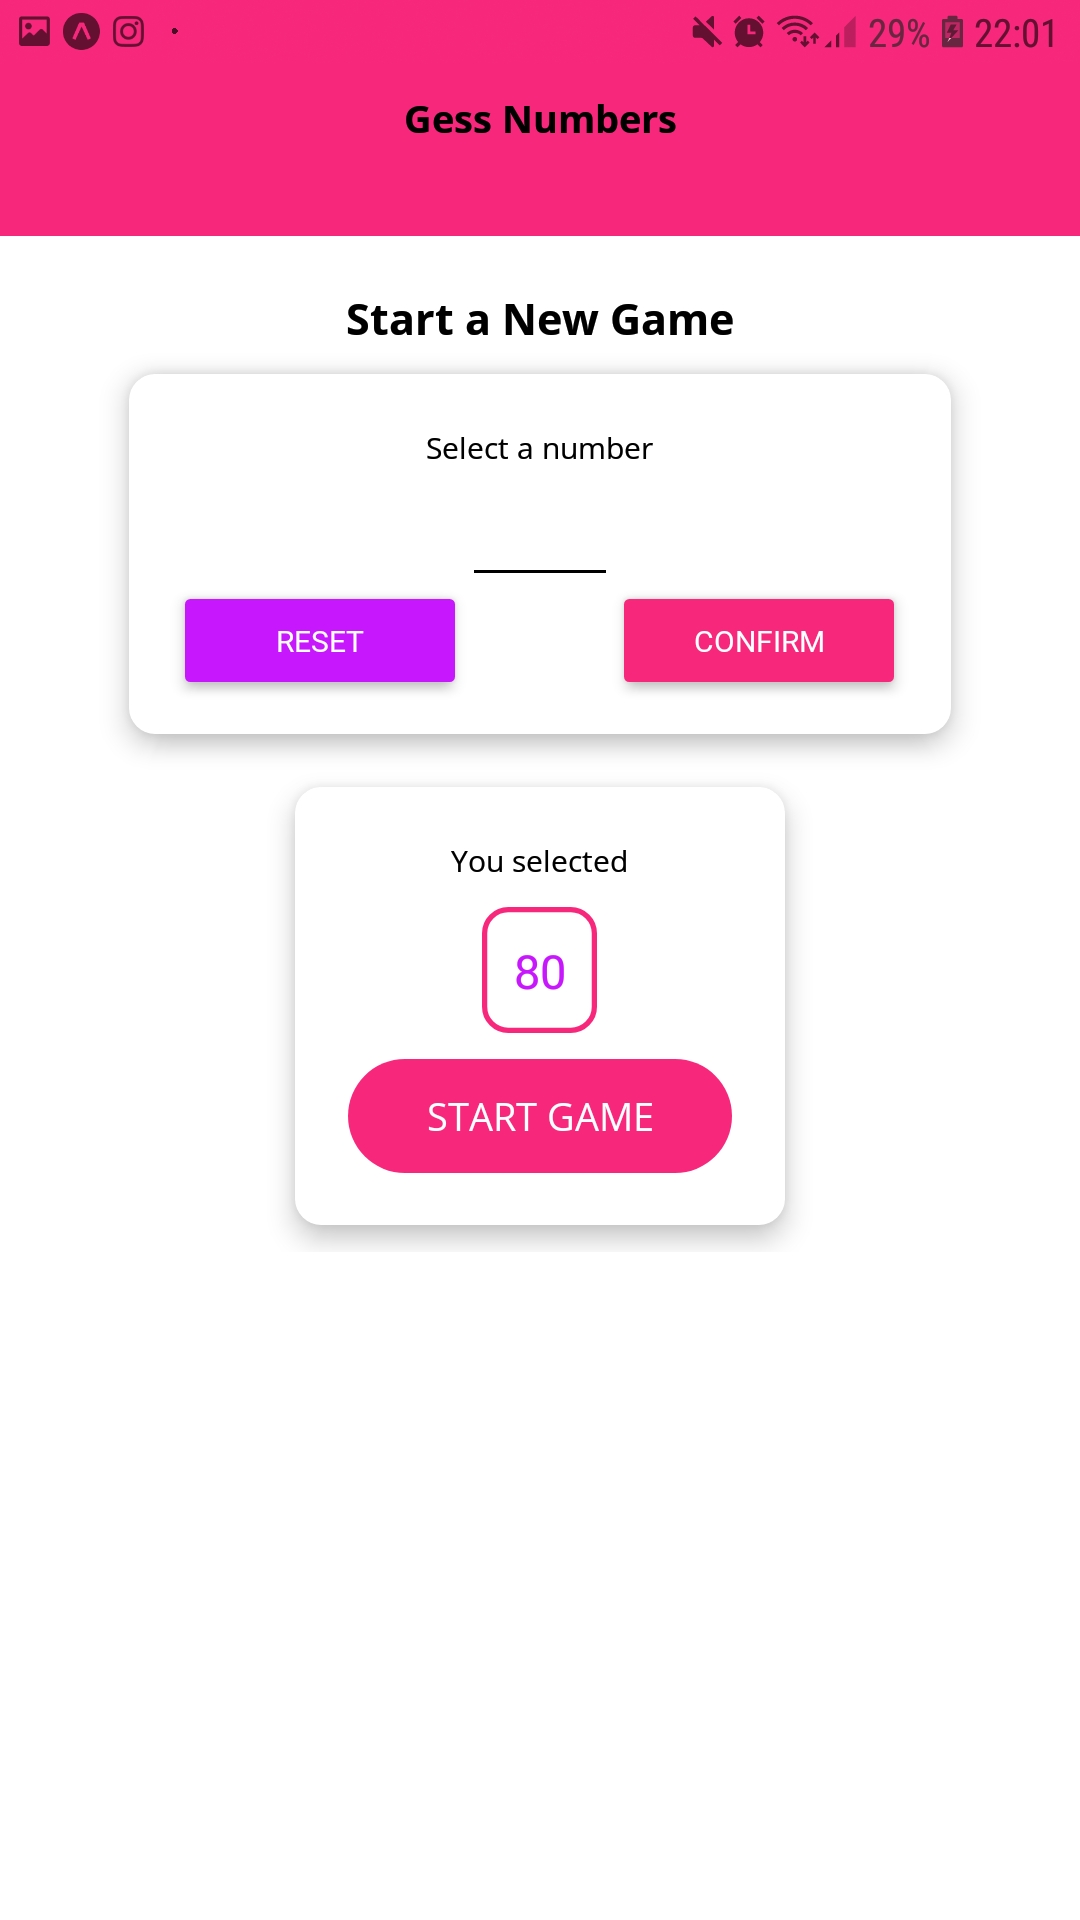 29% 22:01
Gess Numbers
Start a New Game
Select a number
RESET CONFIRM
You selected
80
START GAME